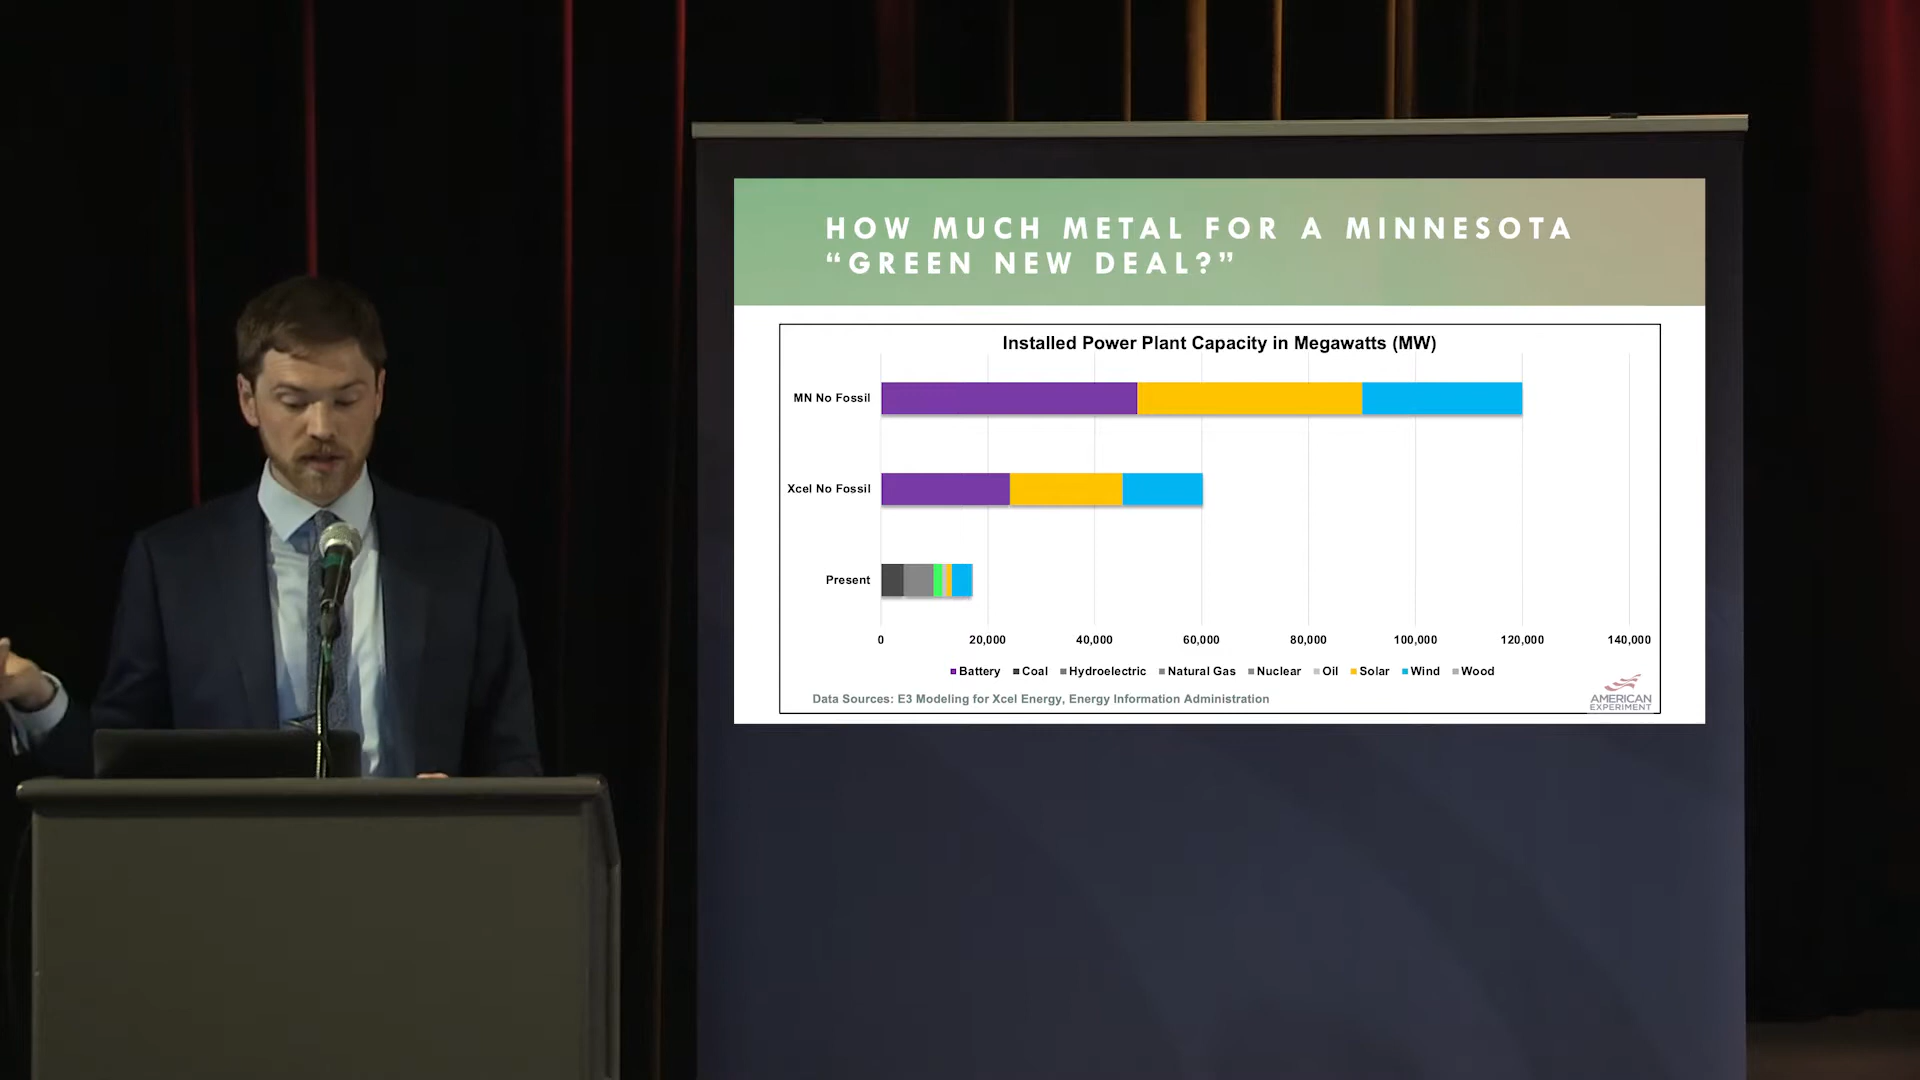 HOW MUCH METAL FOR A MINNESOTA
“GREEN NEW DEAL?”
Installed Power Plant Capacity in Megawatts (MW)
MN No Fossil
Xcel No Fossil
Present
0 20,000 40,000 60,000 80,000 100,000 120,000 140,000
Battery Coal Hydroelectric Natural Gas Nuclear Oil Solar Wind Wood
Data Sources: E3 Modeling for Xcel Energy, Energy Information Administration
AMERICAN
EXPERIMENT